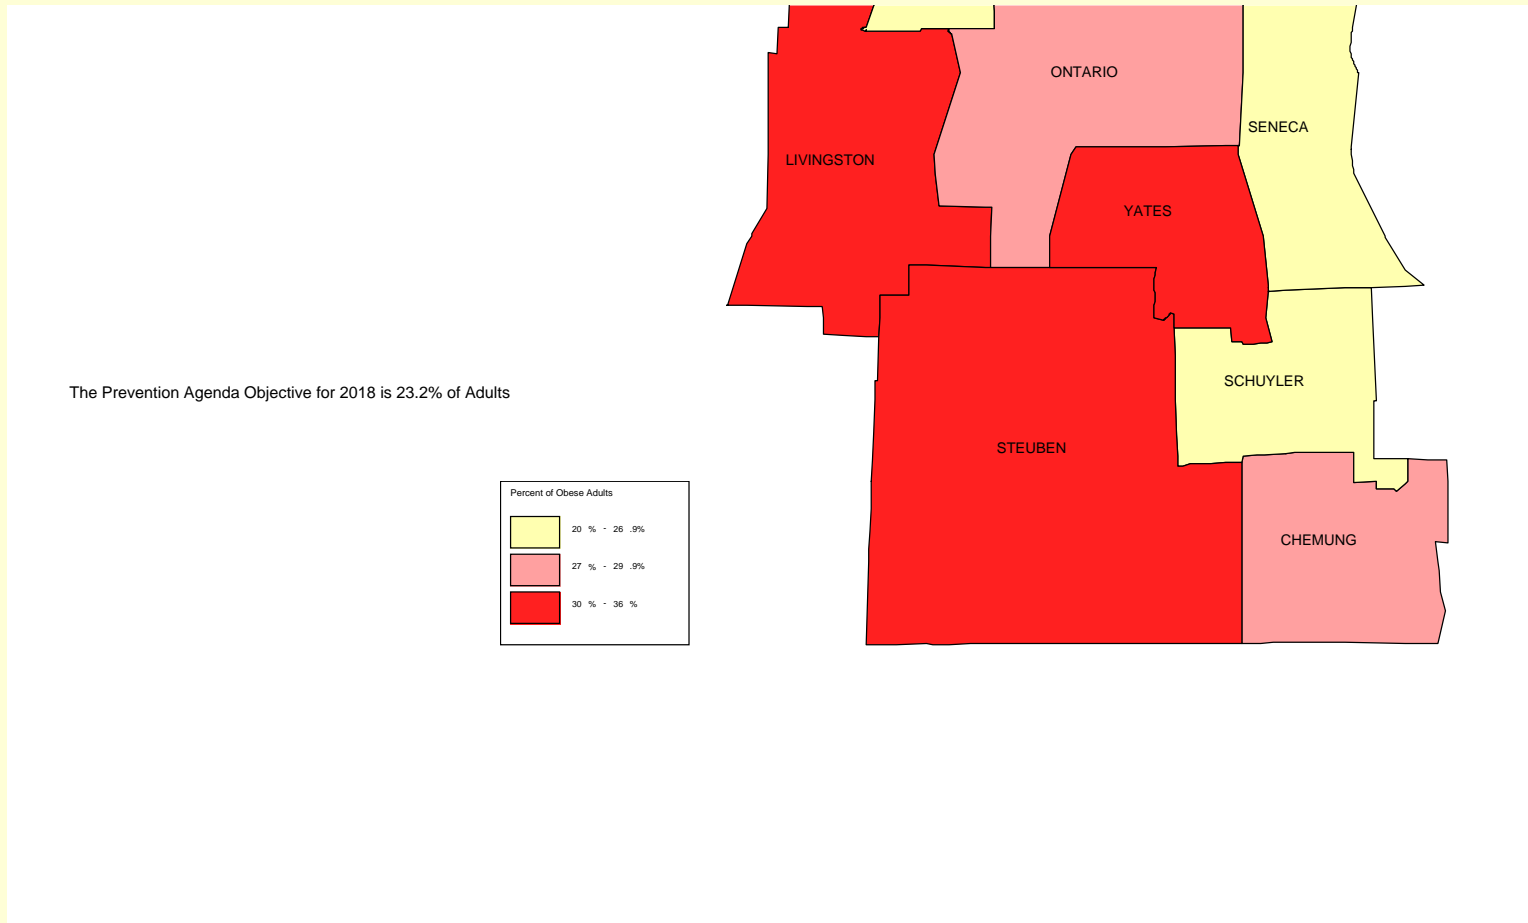 ONTARIO
SENECA
LIVINGSTON
YATES
SCHUYLER
The Prevention Agenda Objective for 2018 is 23.2% of Adults
STEUBEN
Percent of Obese Adults
20 % - 26 .9%
27 % - 29 .9%
30 % - 36 %
CHEMUNG